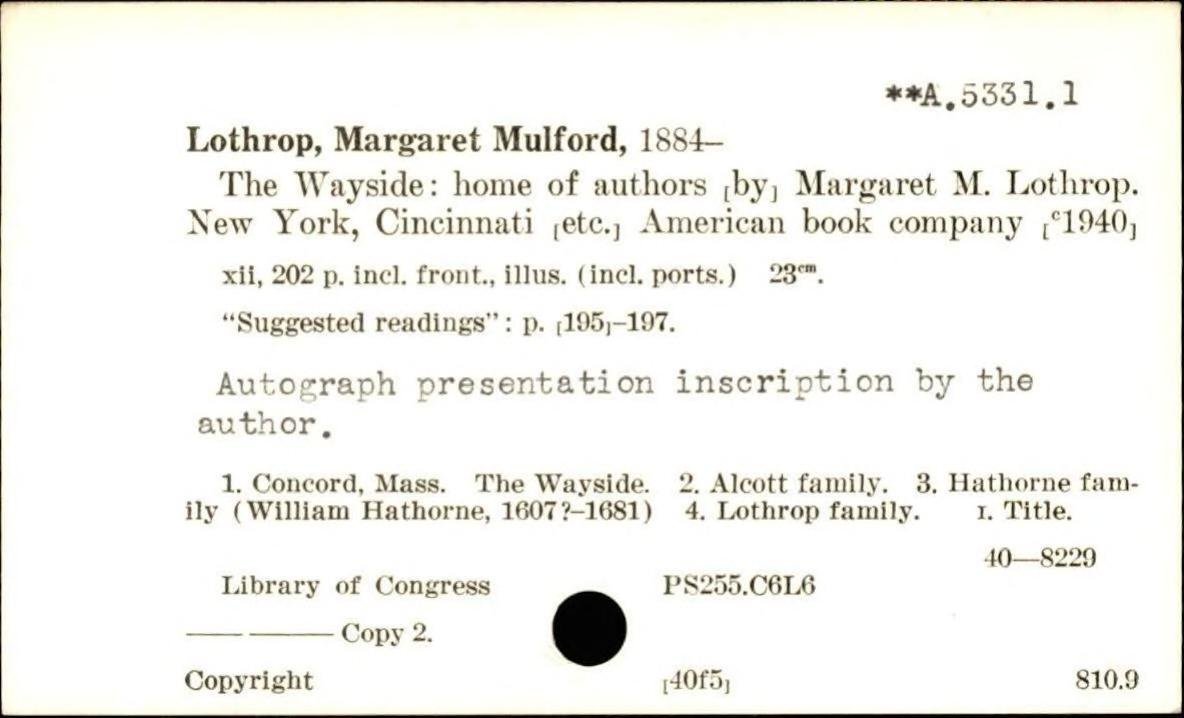 **A.5331.1
Lothrop, Margaret Mulford, 1884–
The Wayside: home of authors [by] Margaret M. Lothrop.
New York, Cincinnati [etc.] American book company [ᶜ1940]
xii, 202 p. incl. front., illus. (incl. ports.) 23ᶜᵐ.
“Suggested readings”: p. [195]–197.
Autograph presentation inscription by the
author.
1. Concord, Mass. The Wayside. 2. Alcott family. 3. Hathorne fam-
ily (William Hathorne, 1607?–1681) 4. Lothrop family. I. Title.
40—8229
Library of Congress PS255.C6L6
—— ——— Copy 2.
Copyright [40f5] 810.9